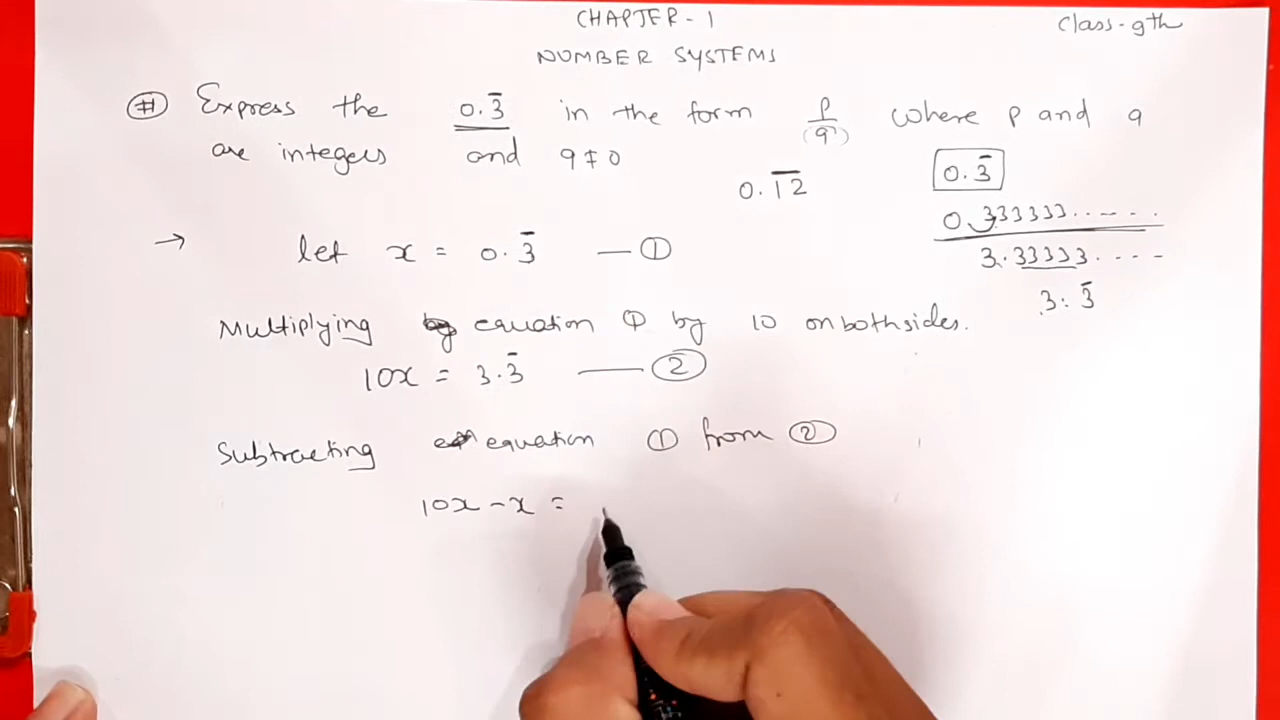 CHAPTER - 1
Class - 9th
NUMBER SYSTEMS
# Express the 0.3̅ in the form p/q where p and q
are integers and q ≠ 0
0.1̅2̅
0.3̅
0.333333.....
3.33333....
3.3̅
→ let x = 0.3̅ — ①
Multiplying equation ① by 10 on both sides.
10x = 3.3̅ — ②
Subtracting equation ① from ②
10x - x =